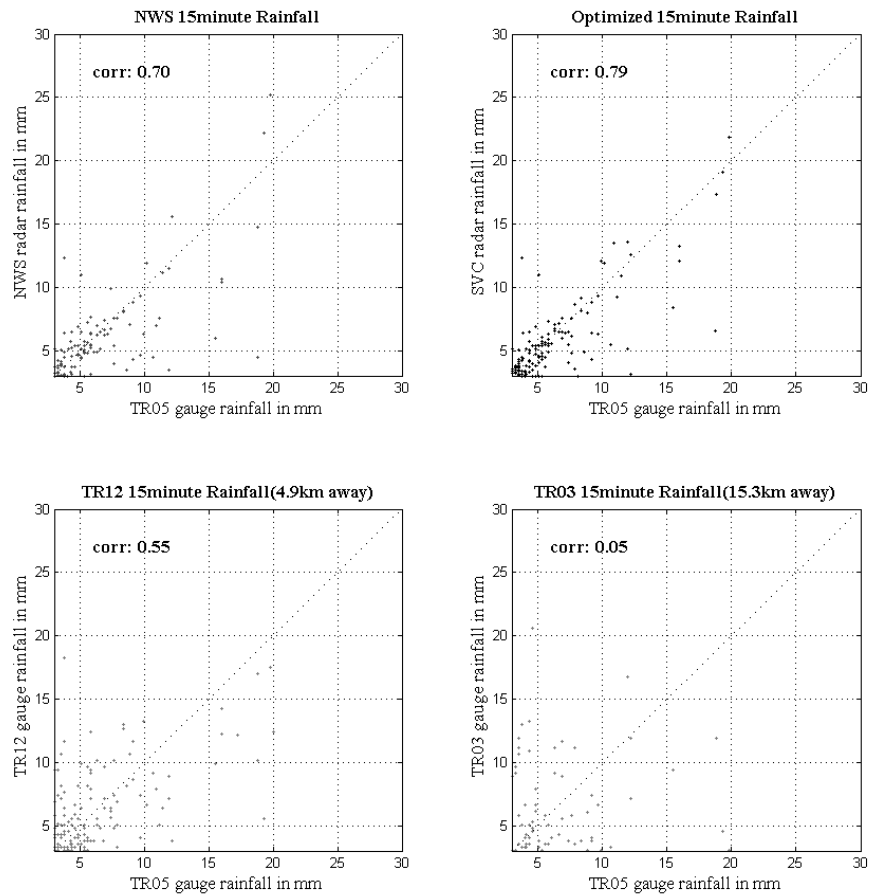 NWS 15minute Rainfall
30
25
20
15
10
5
corr: 0.70
NWS radar rainfall in mm
5 10 15 20 25 30
TR05 gauge rainfall in mm
Optimized 15minute Rainfall
30
25
20
15
10
5
corr: 0.79
SVC radar rainfall in mm
5 10 15 20 25 30
TR05 gauge rainfall in mm
TR12 15minute Rainfall(4.9km away)
30
25
20
15
10
5
corr: 0.55
TR12 gauge rainfall in mm
5 10 15 20 25 30
TR05 gauge rainfall in mm
TR03 15minute Rainfall(15.3km away)
30
25
20
15
10
5
corr: 0.05
TR03 gauge rainfall in mm
5 10 15 20 25 30
TR05 gauge rainfall in mm